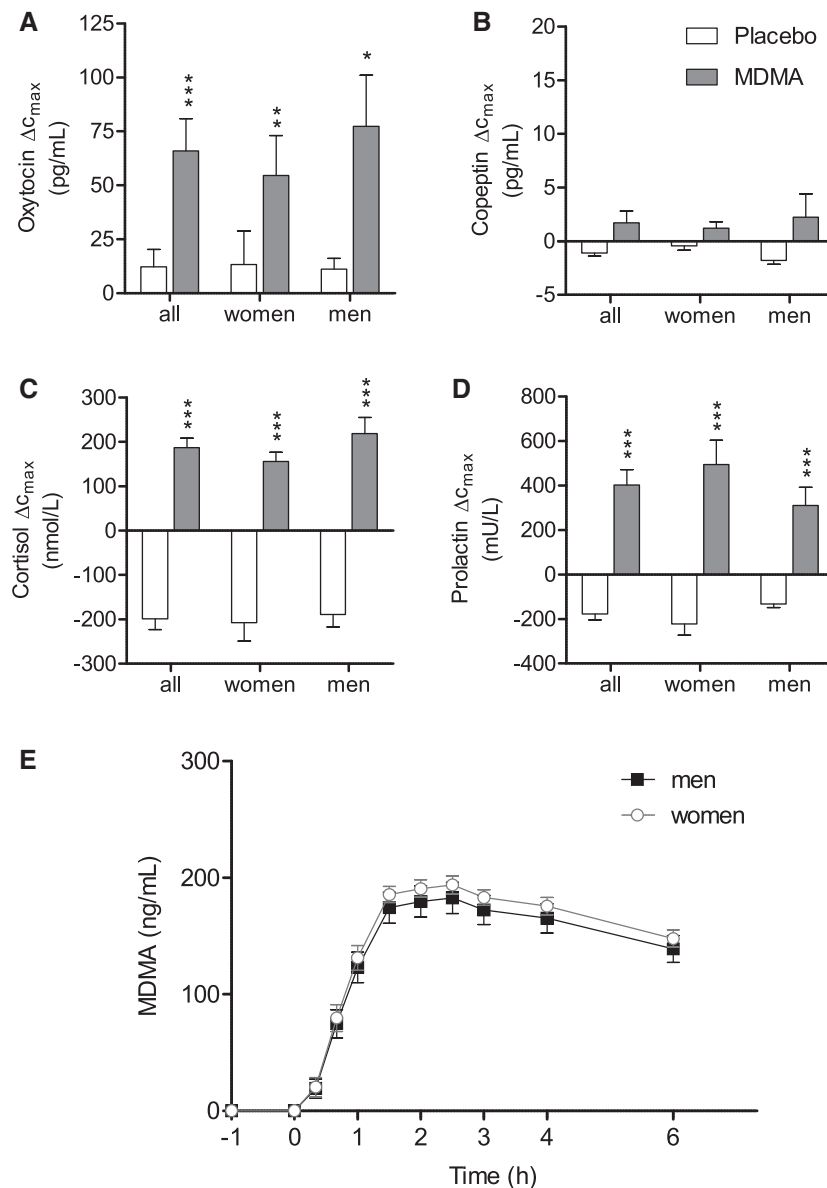 A
Oxytocin Δcmax
(pg/mL)
125
100
75
50
25
0
***
**
*
all women men
B
Copeptin Δcmax
(pg/mL)
20
15
10
5
0
-5
Placebo
MDMA
all women men
C
Cortisol Δcmax
(nmol/L)
300
200
100
0
-100
-200
-300
***
***
***
all women men
D
Prolactin Δcmax
(mU/L)
800
600
400
200
0
-200
-400
***
***
***
all women men
E
MDMA (ng/mL)
300
200
100
0
men
women
-1 0 1 2 3 4 6
Time (h)